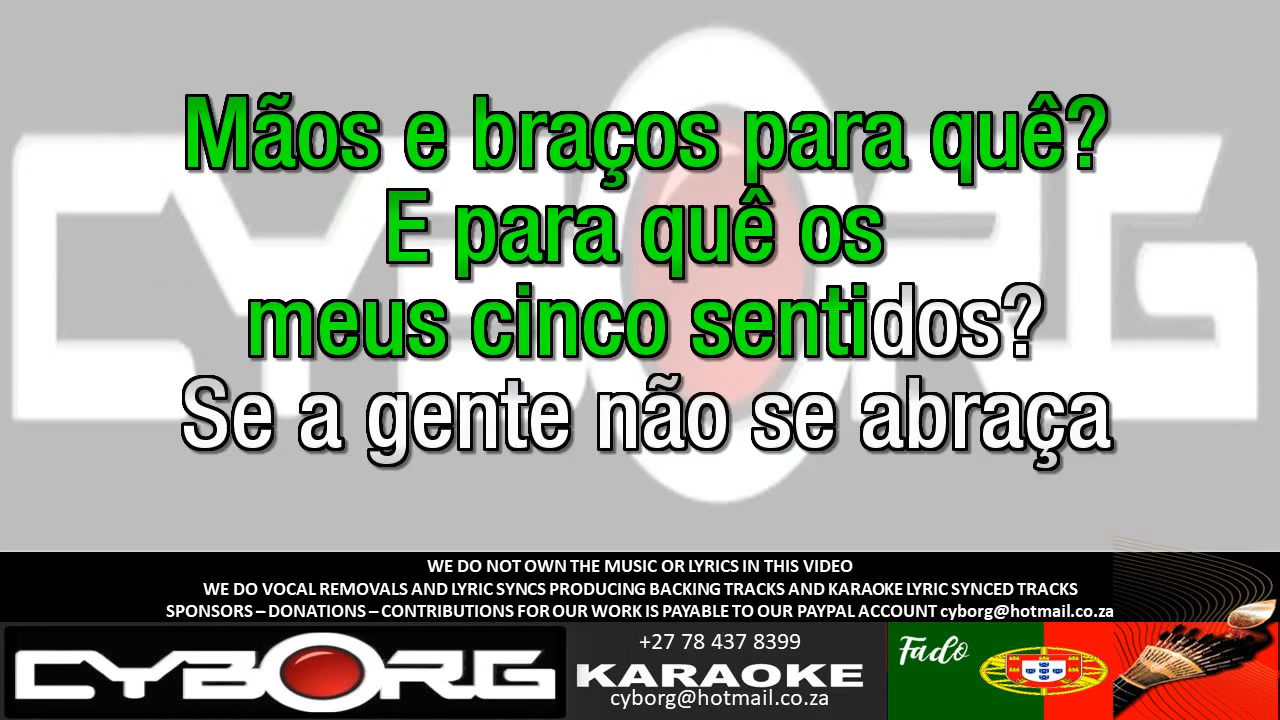 Mãos e braços para quê?
E para quê os
meus cinco sentidos?
Se a gente não se abraça
CYBORG
WE DO NOT OWN THE MUSIC OR LYRICS IN THIS VIDEO
WE DO VOCAL REMOVALS AND LYRIC SYNCS PRODUCING BACKING TRACKS AND KARAOKE LYRIC SYNCED TRACKS
SPONSORS – DONATIONS – CONTRIBUTIONS FOR OUR WORK IS PAYABLE TO OUR PAYPAL ACCOUNT cyborg@hotmail.co.za
CYBORG
+27 78 437 8399
KARAOKE
cyborg@hotmail.co.za
Fado